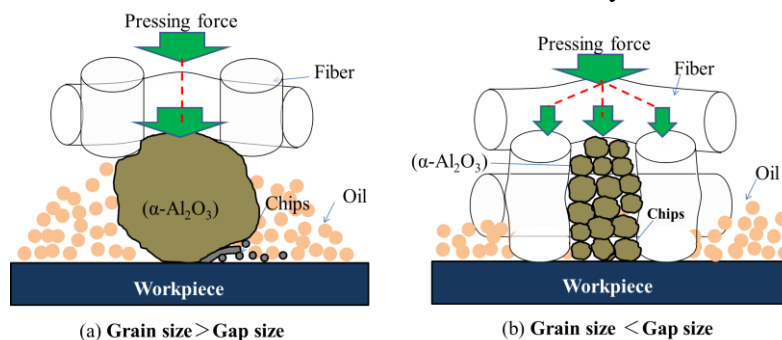 Pressing force
Fiber
(α-Al₂O₃)
Oil
Chips
Workpiece
(a) Grain size＞Gap size
Pressing force
Fiber
(α-Al₂O₃)
Oil
Chips
Workpiece
(b) Grain size ＜Gap size